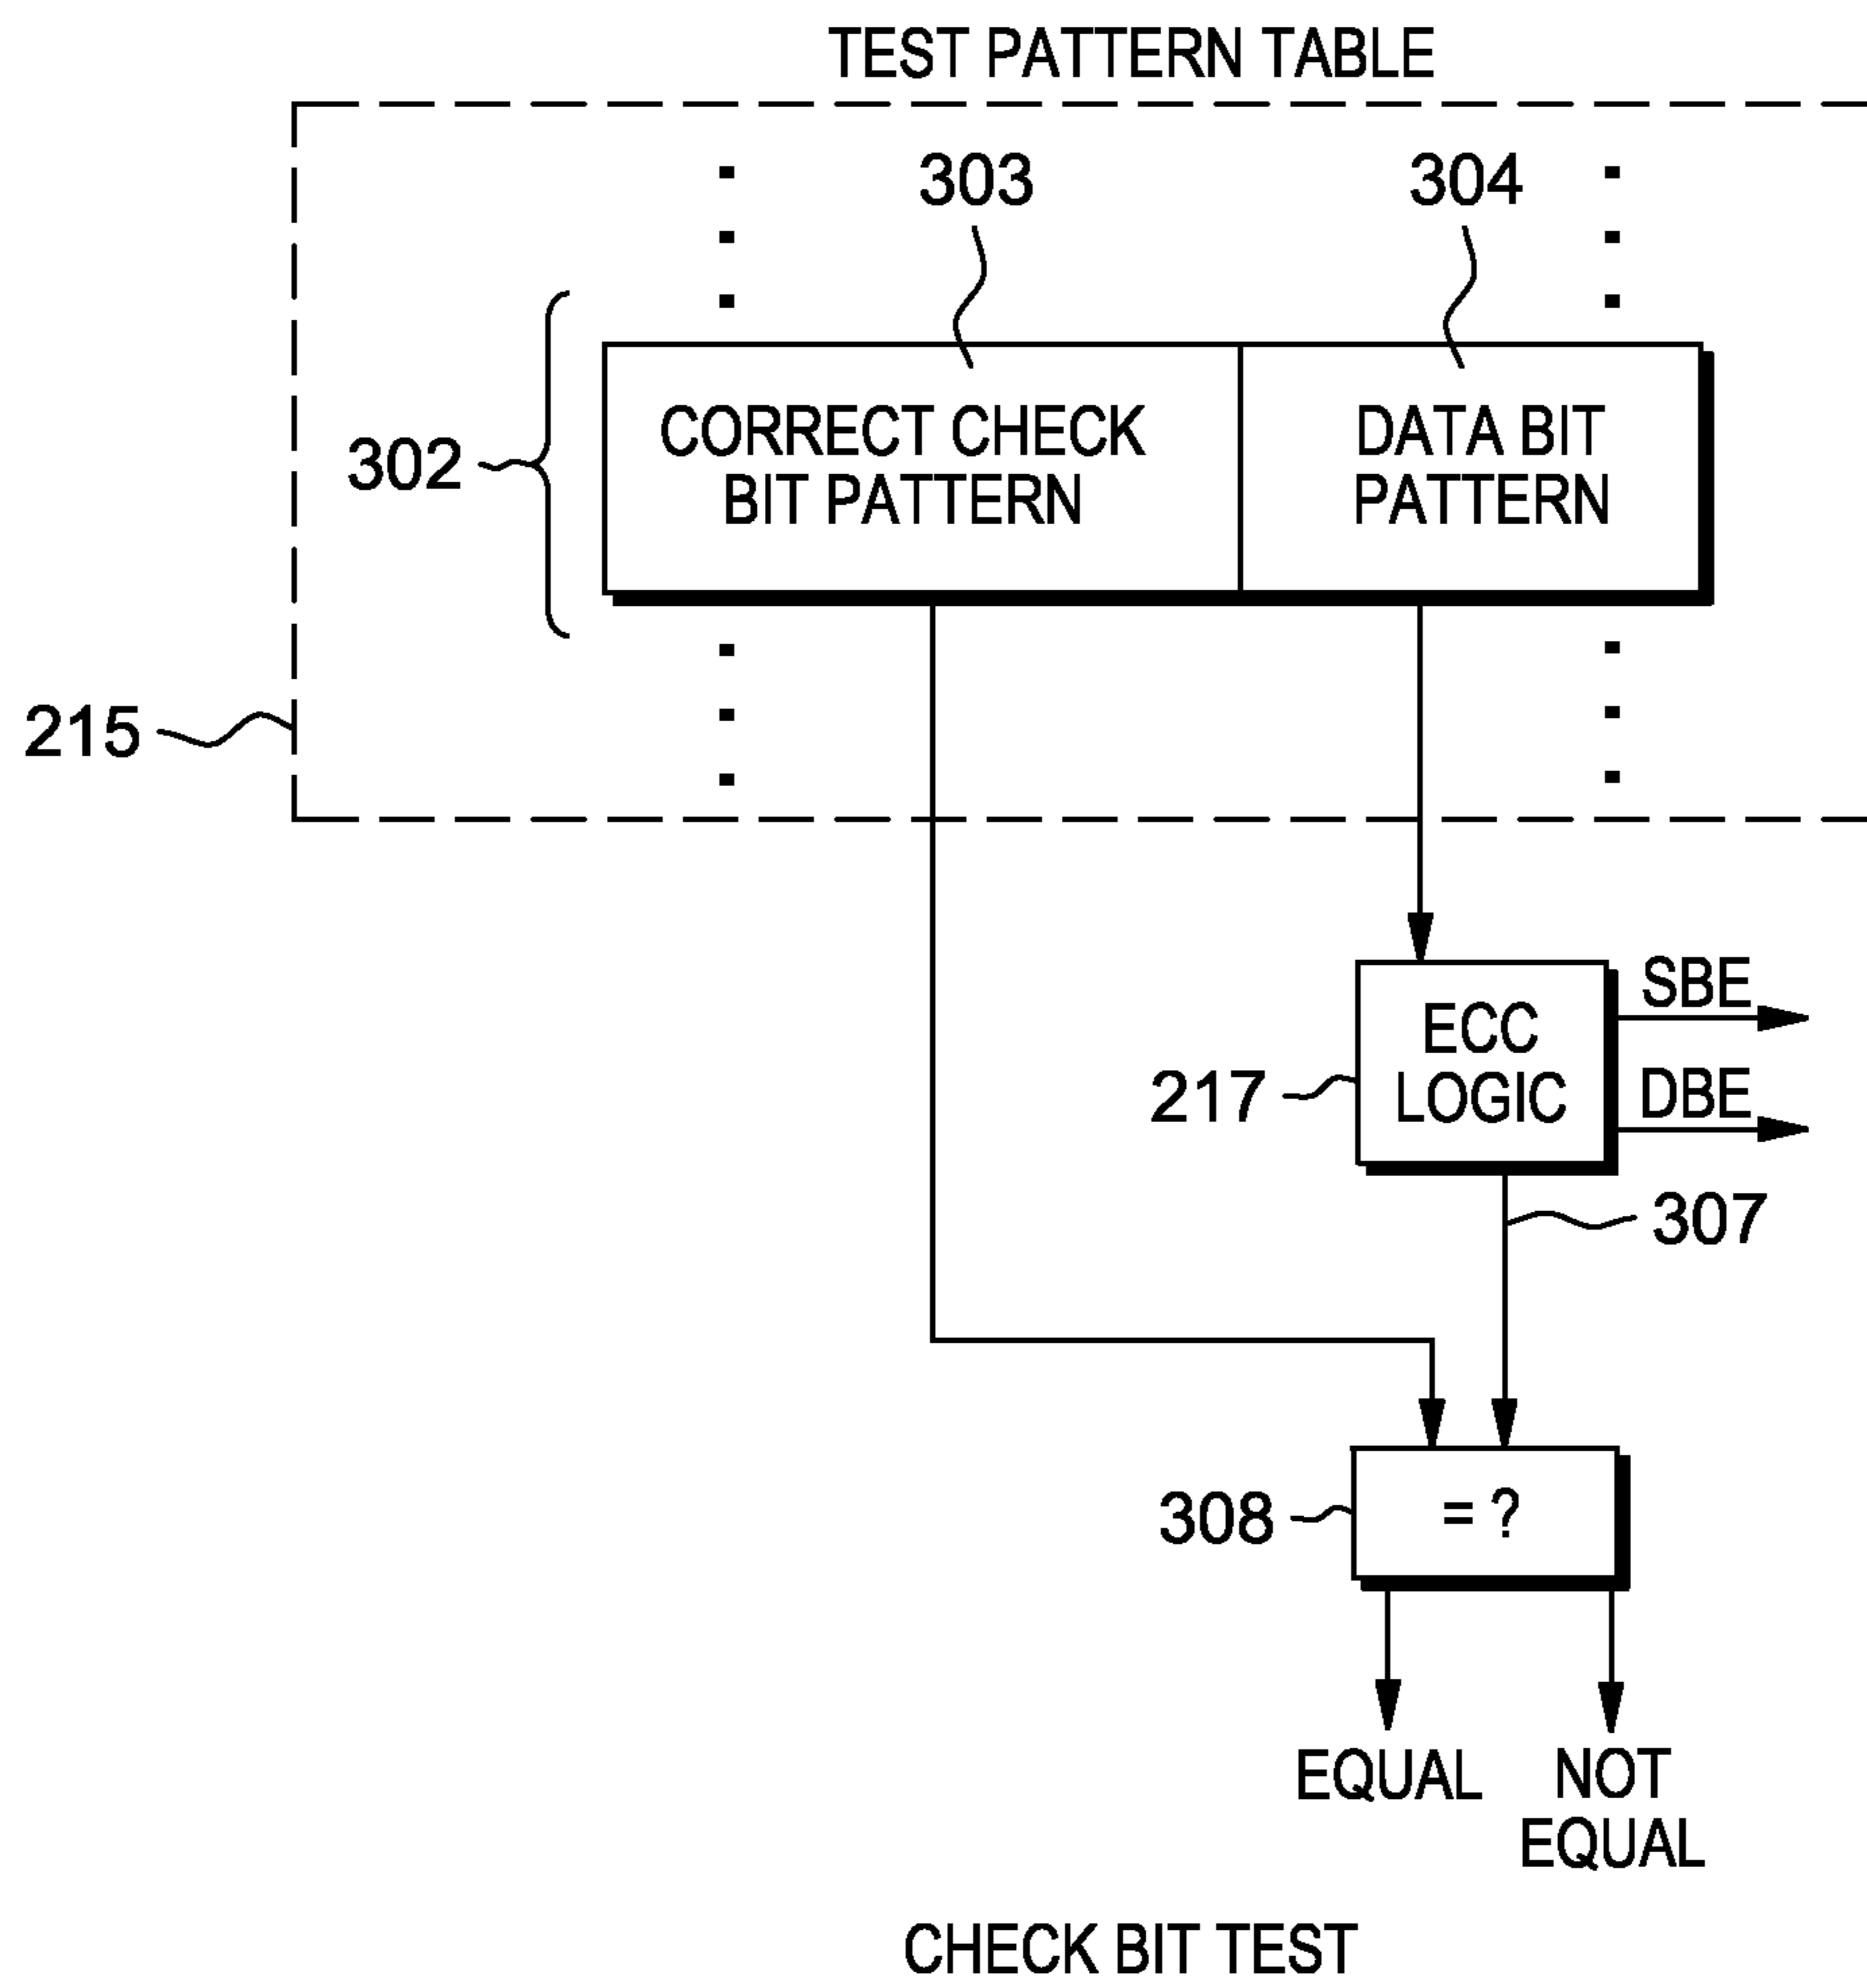 TEST PATTERN TABLE
303
304
CORRECT CHECK
BIT PATTERN
DATA BIT
PATTERN
302
215
ECC
LOGIC
SBE
DBE
217
307
308
= ?
EQUAL
NOT
EQUAL
CHECK BIT TEST